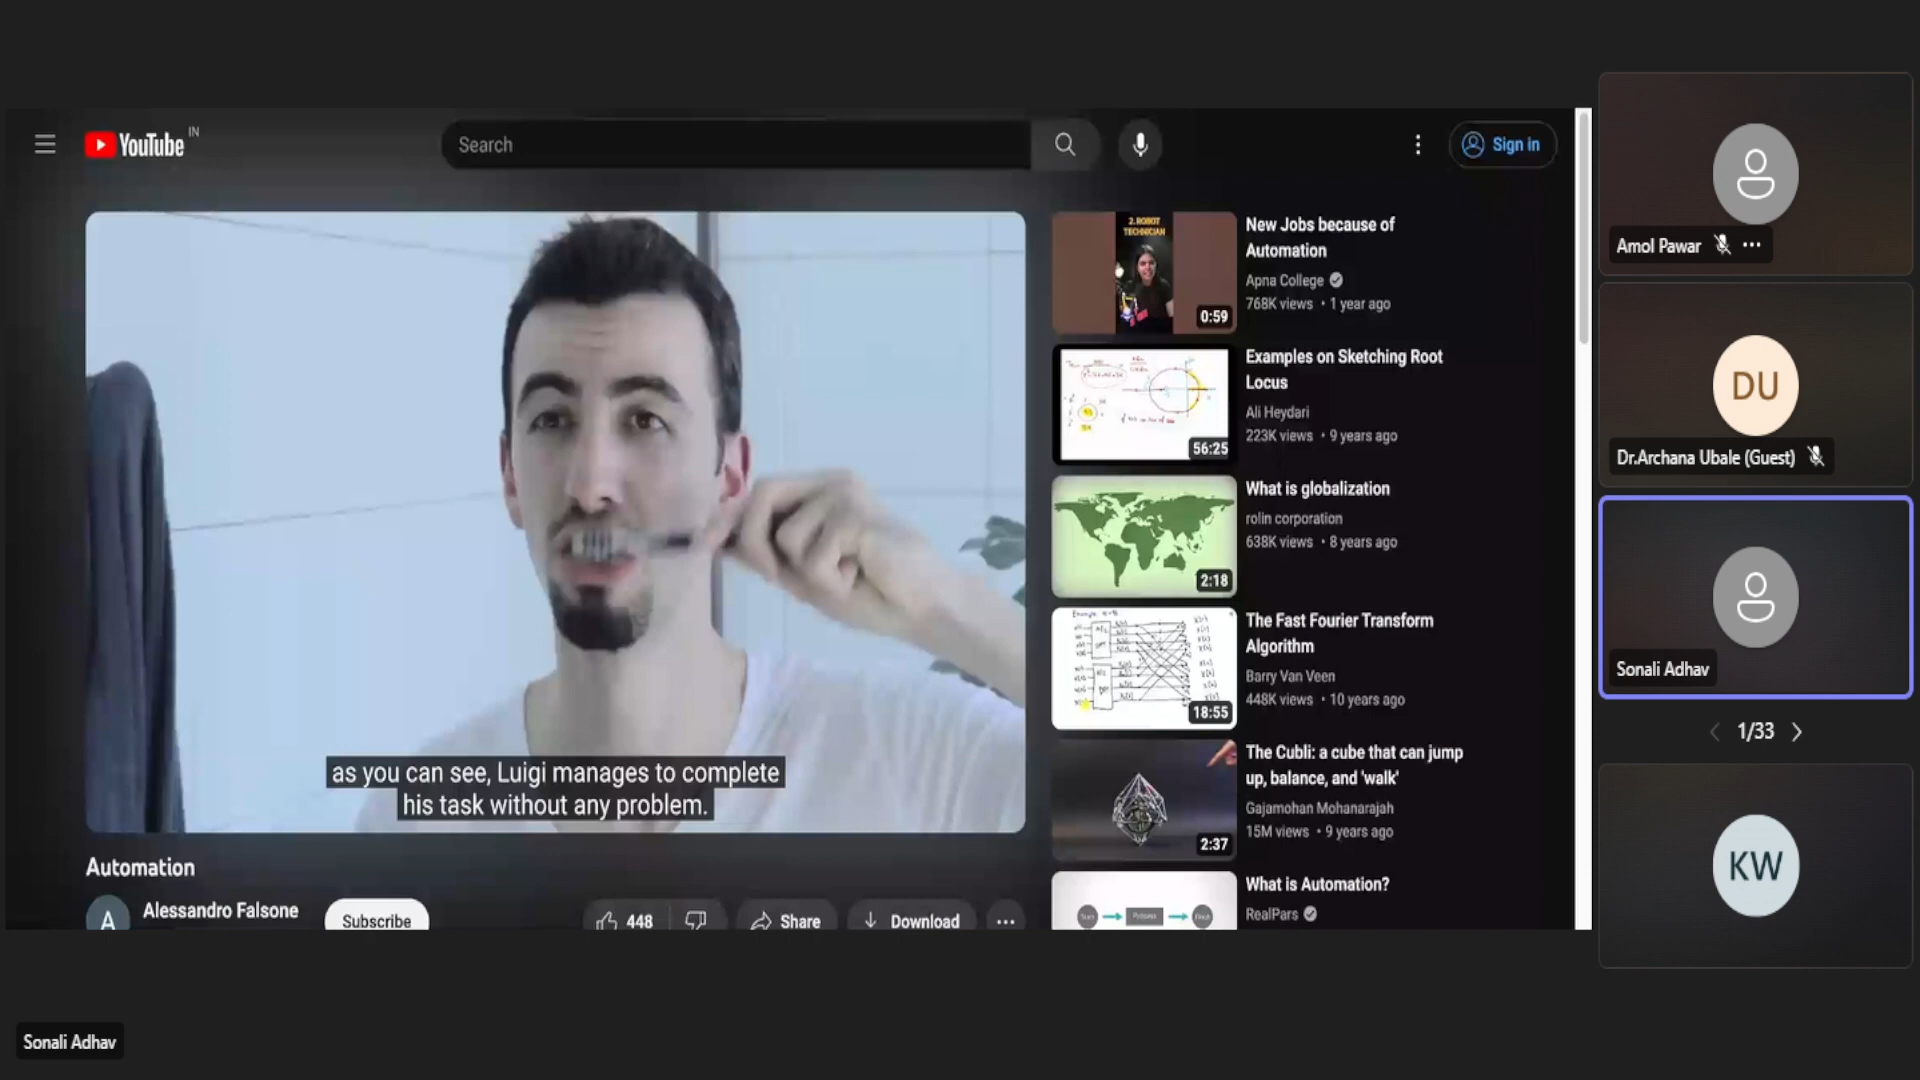 YouTube IN
Search
Sign in
as you can see, Luigi manages to complete
his task without any problem.
Automation
A
Alessandro Falsone
Subscribe
448
Share
Download
2. ROBOT
TECHNICIAN
0:59
New Jobs because of
Automation
Apna College
768K views • 1 year ago
56:25
Examples on Sketching Root
Locus
Ali Heydari
223K views • 9 years ago
2:18
What is globalization
rolin corporation
638K views • 8 years ago
18:55
The Fast Fourier Transform
Algorithm
Barry Van Veen
448K views • 10 years ago
2:37
The Cubli: a cube that can jump
up, balance, and 'walk'
Gajamohan Mohanarajah
15M views • 9 years ago
What is Automation?
RealPars
Amol Pawar
DU
Dr.Archana Ubale (Guest)
Sonali Adhav
1/33
KW
Sonali Adhav